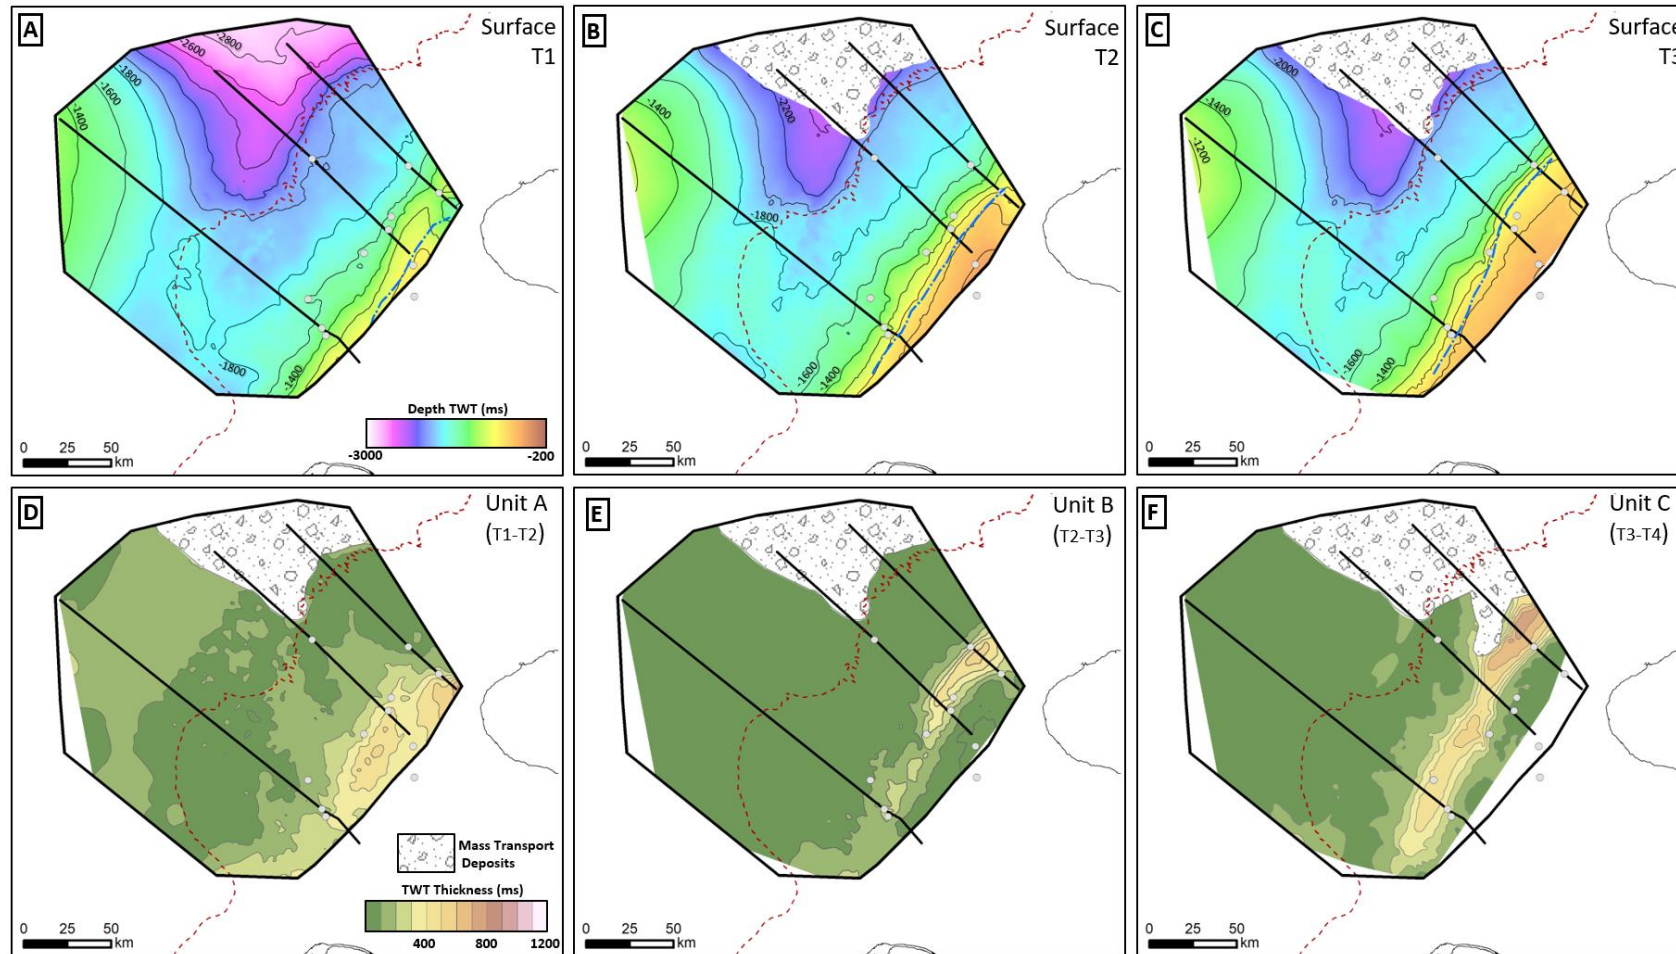 A
Surface
T1
-2800
-2600
-1800
-1600
-1400
-1800
-1400
Depth TWT (ms)
-3000
-200
0 25 50
km
B
Surface
T2
-1400
-2200
-1800
-1600
-1400
0 25 50
km
C
Surface
T3
-2000
-1400
-1200
-1600
-1400
0 25 50
km
D
Unit A
(T1-T2)
Mass Transport
Deposits
TWT Thickness (ms)
400 800 1200
0 25 50
km
E
Unit B
(T2-T3)
0 25 50
km
F
Unit C
(T3-T4)
0 25 50
km